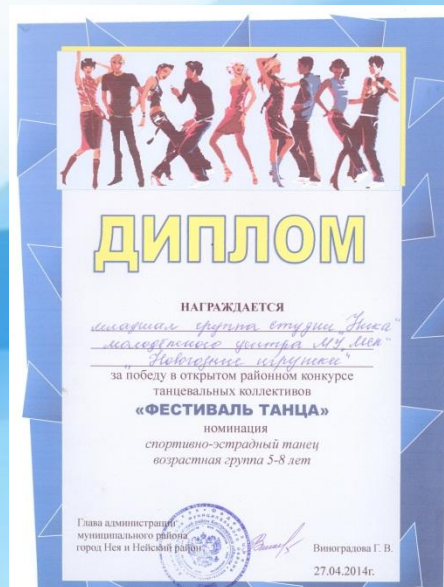 ДИПЛОМ
НАГРАЖДАЕТСЯ
младшая группа студии "Ника"
молодёжного центра МУ
"Новогодние игрушки"
за победу в открытом районном конкурсе
танцевальных коллективов
«ФЕСТИВАЛЬ ТАНЦА»
номинация
спортивно-эстрадный танец
возрастная группа 5-8 лет
Глава администрации
муниципального района
город Нея и Нейский район
Виноградова Г. В.
27.04.2014г.